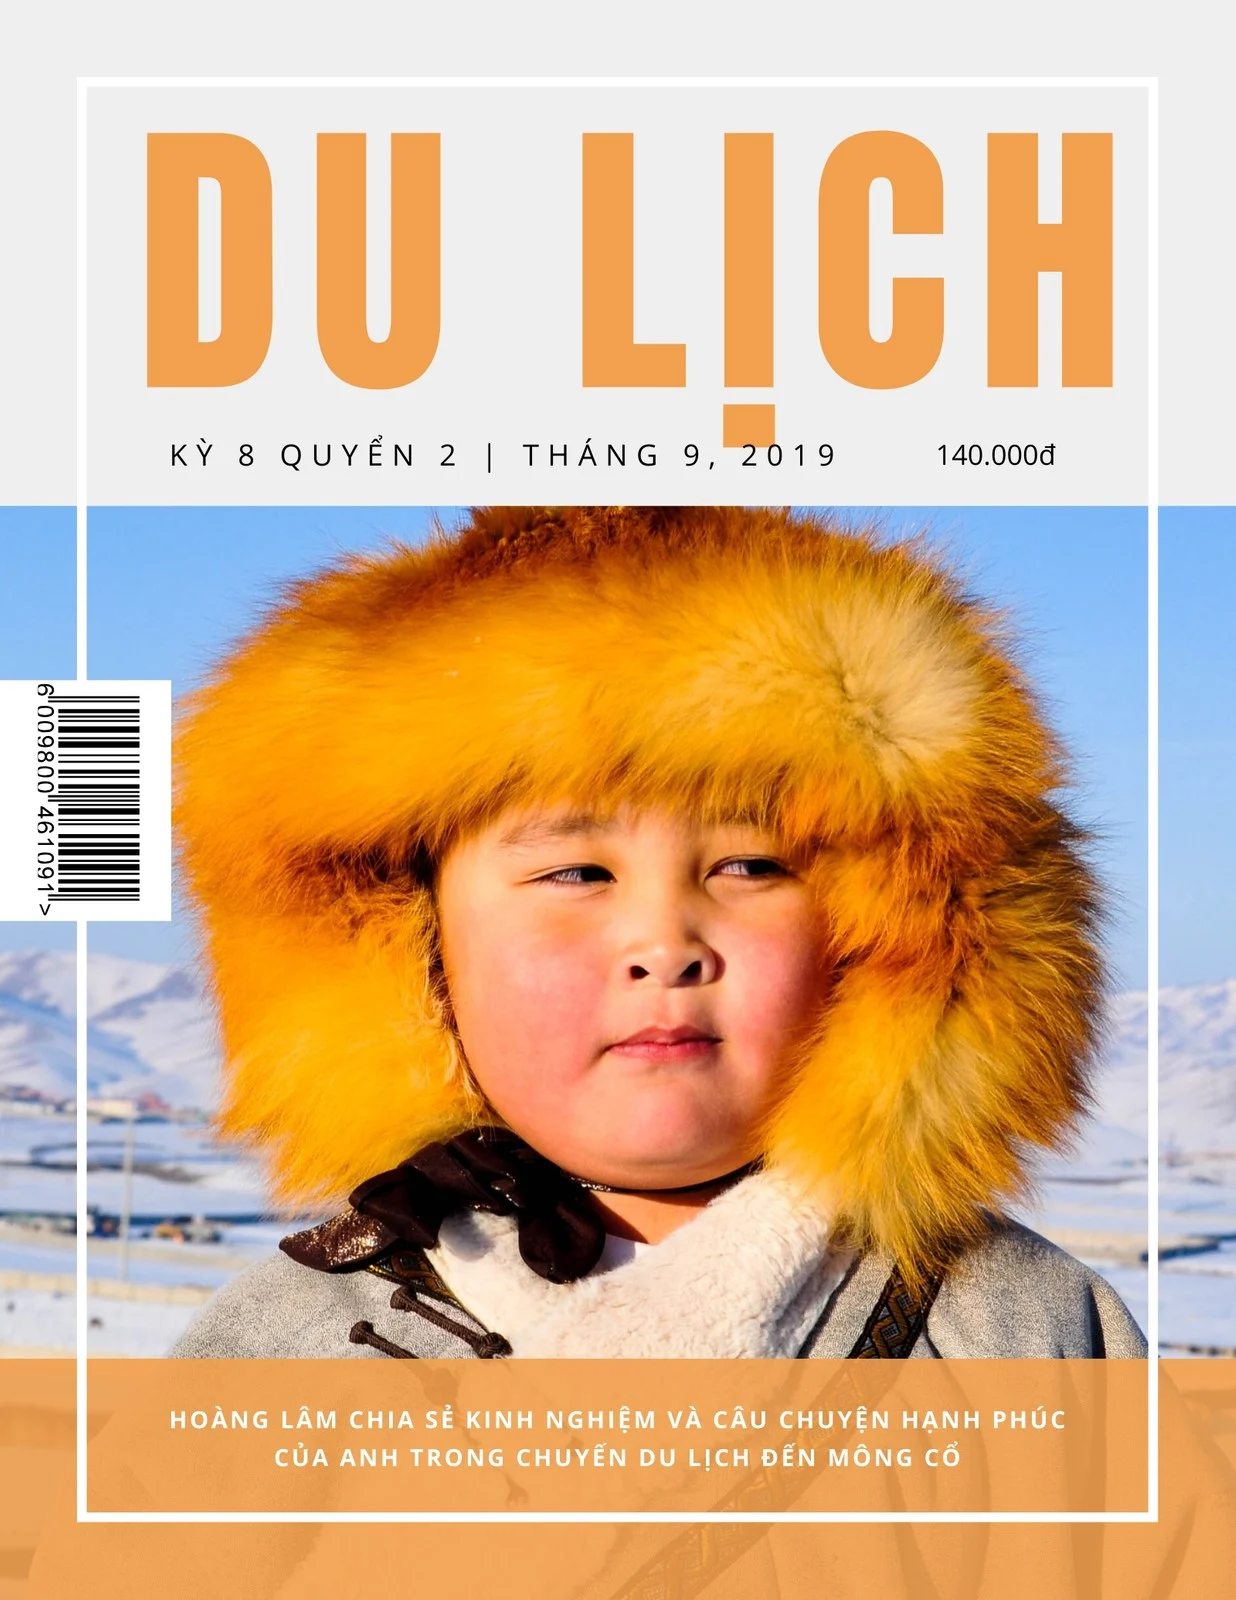 DU LỊCH
KỲ 8 QUYỂN 2 | THÁNG 9, 2019 140.000đ
6 009800 461091 >
HOÀNG LÂM CHIA SẺ KINH NGHIỆM VÀ CÂU CHUYỆN HẠNH PHÚC
CỦA ANH TRONG CHUYẾN DU LỊCH ĐẾN MÔNG CỔ